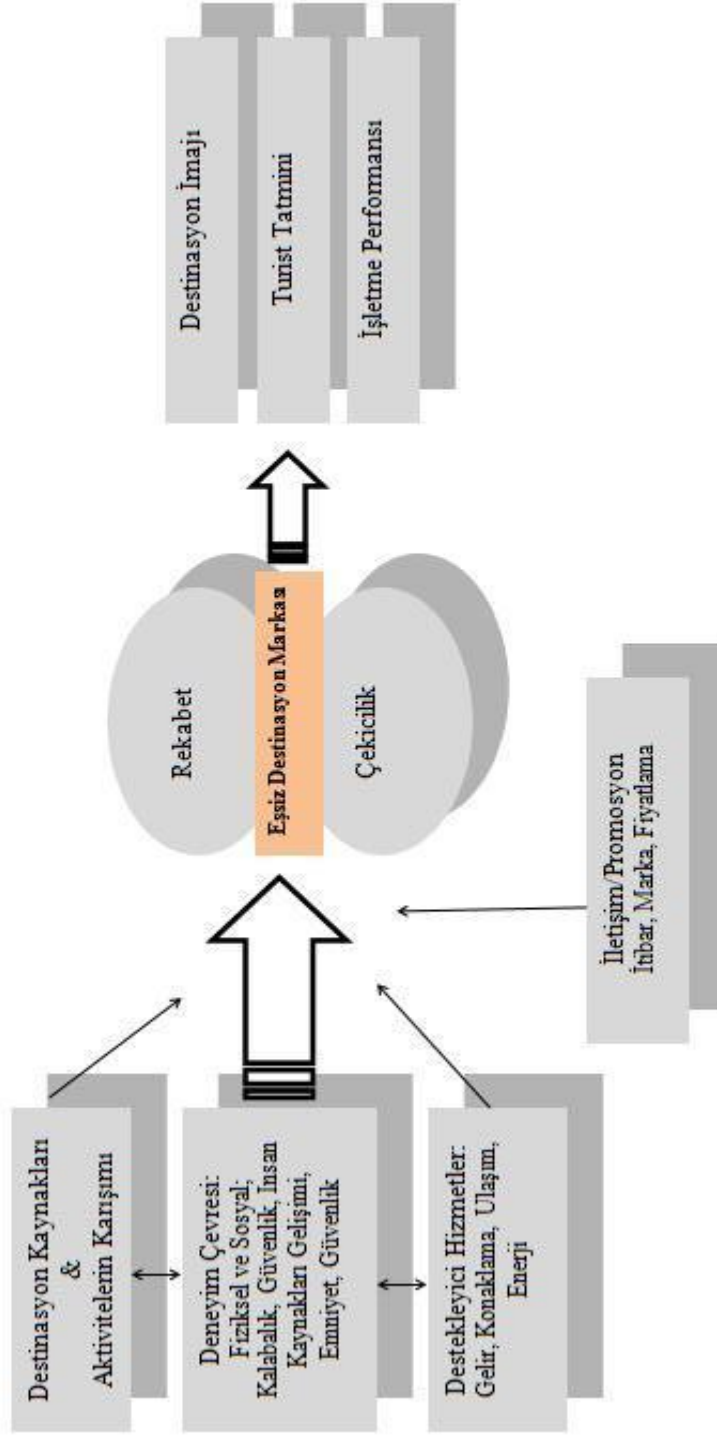 Destinasyon Kaynakları
&
Aktivitelerin Karışımı
Deneyim Çevresi:
Fiziksel ve Sosyal;
Kalabalık, Güvenlik, İnsan
Kaynakları Gelişimi,
Emniyet, Güvenlik
Destekleyici Hizmetler:
Gelir, Konaklama, Ulaşım,
Enerji
İletişim/Promosyon
İtibar, Marka, Fiyatlama
Rekabet
Eşsiz Destinasyon Markası
Çekicilik
Destinasyon İmajı
Turist Tatmini
İşletme Performansı